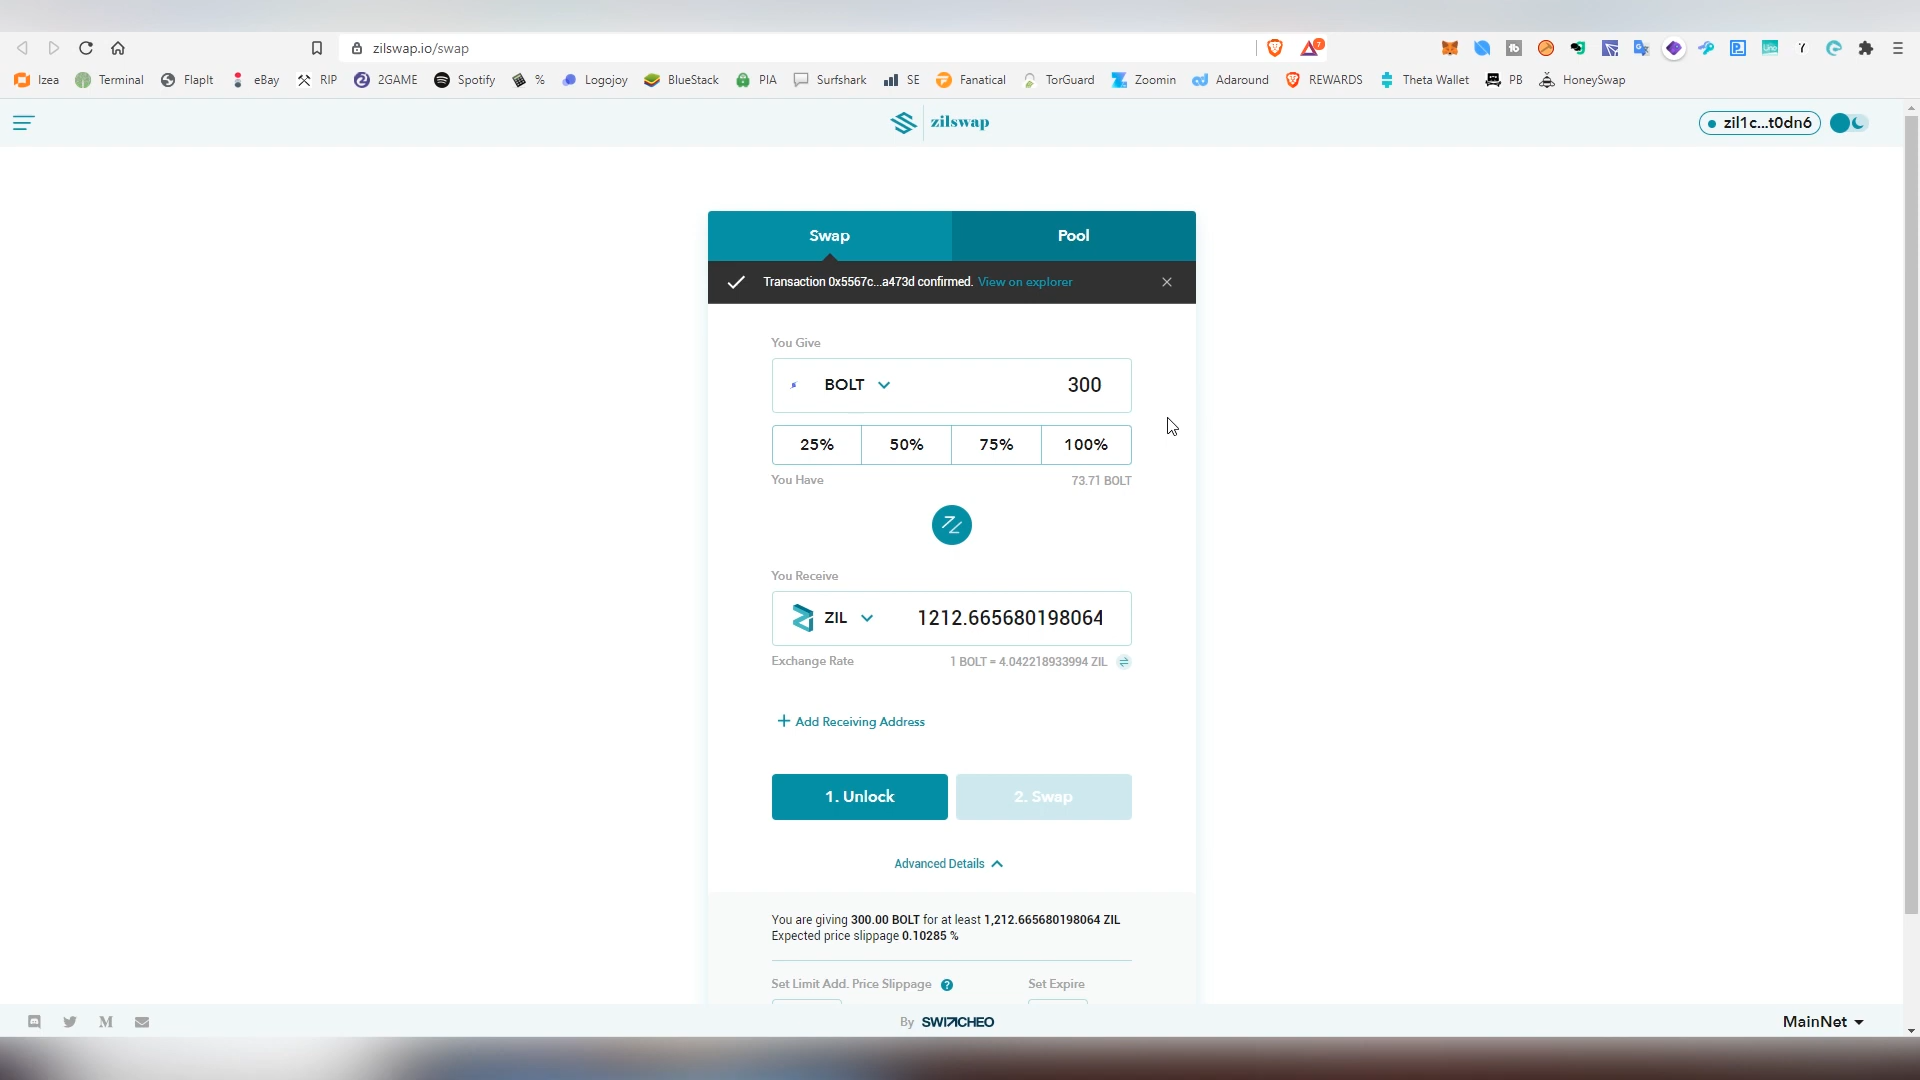 zilswap.io/swap
7
Izea Terminal FlapIt eBay RIP 2GAME Spotify % Logojoy BlueStack PIA Surfshark SE Fanatical TorGuard Zoomin Adaround REWARDS Theta Wallet PB HoneySwap
zilswap
zil1c...t0dn6
Swap Pool
Transaction 0x5567c...a473d confirmed. View on explorer
You Give
BOLT 300
25% 50% 75% 100%
You Have 73.71 BOLT
You Receive
ZIL 1212.665680198064
Exchange Rate 1 BOLT = 4.042218933994 ZIL
+ Add Receiving Address
1. Unlock 2. Swap
Advanced Details
You are giving 300.00 BOLT for at least 1,212.665680198064 ZIL
Expected price slippage 0.10285 %
Set Limit Add. Price Slippage ? Set Expire
By SWITCHEO MainNet